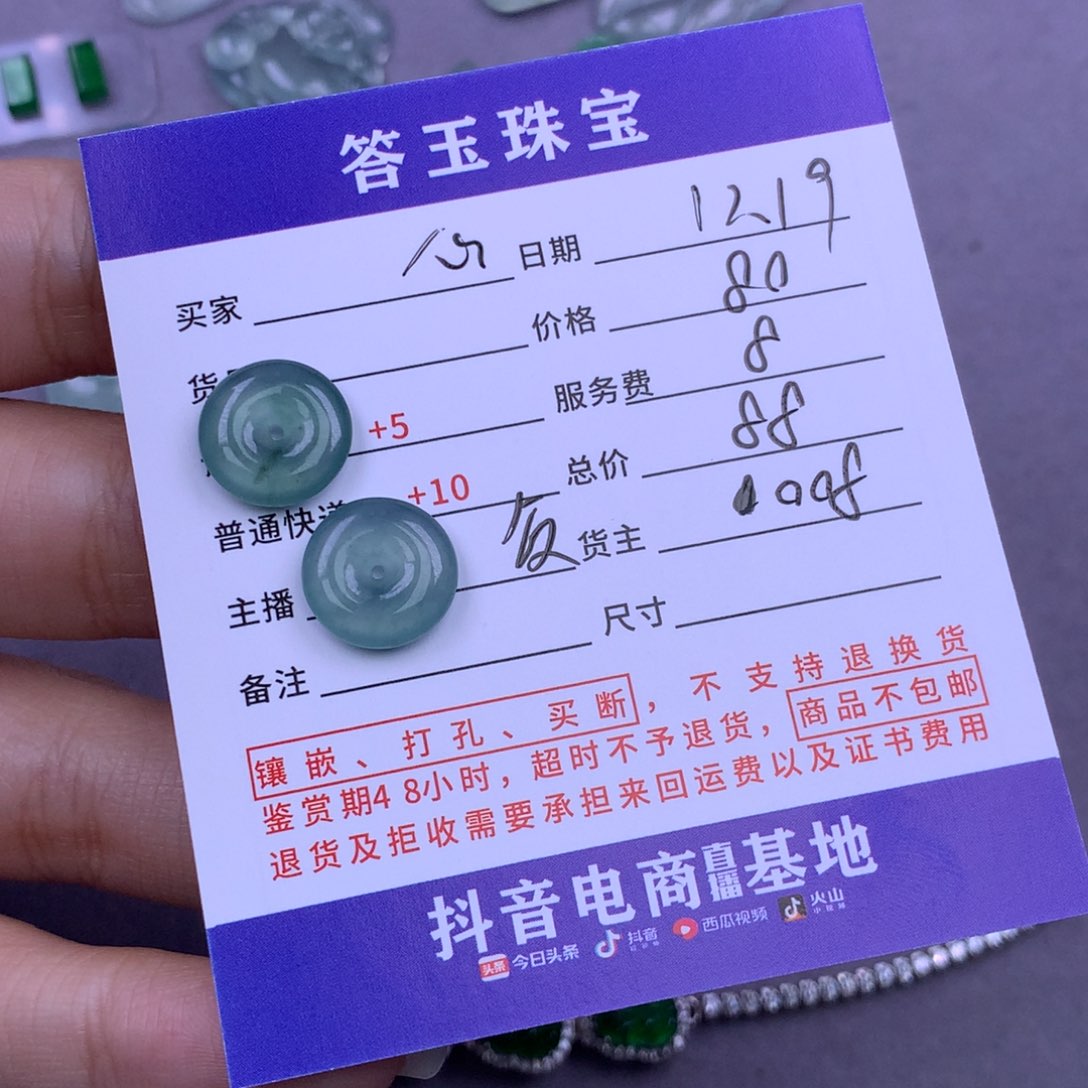 答玉珠宝
买家 日期 1219
价格 80
+5 服务费 8
普通快递 +10 总价 88
主播 货主
备注 尺寸
镶嵌、打孔、买断,不支持退换货
鉴赏期48小时,超时不予退货,商品不包邮
退货及拒收需要承担来回运费以及证书费用
抖音电商直播基地
头条 今日头条 抖音 西瓜视频 火山